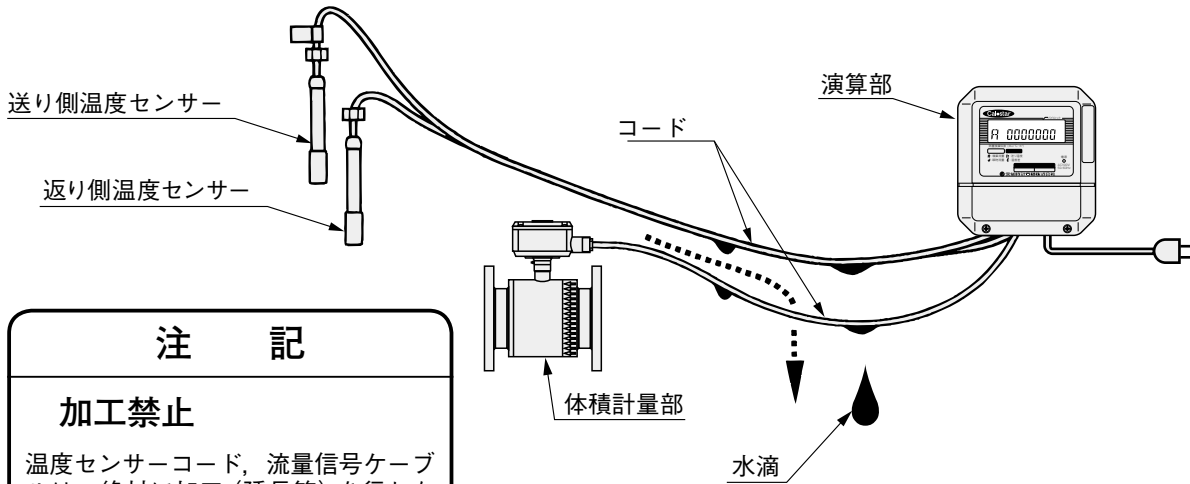 送り側温度センサー
返り側温度センサー
コード
演算部
Cal
A 0000000
体積計量部
水滴
注　記
加工禁止
温度センサーコード，流量信号ケーブ